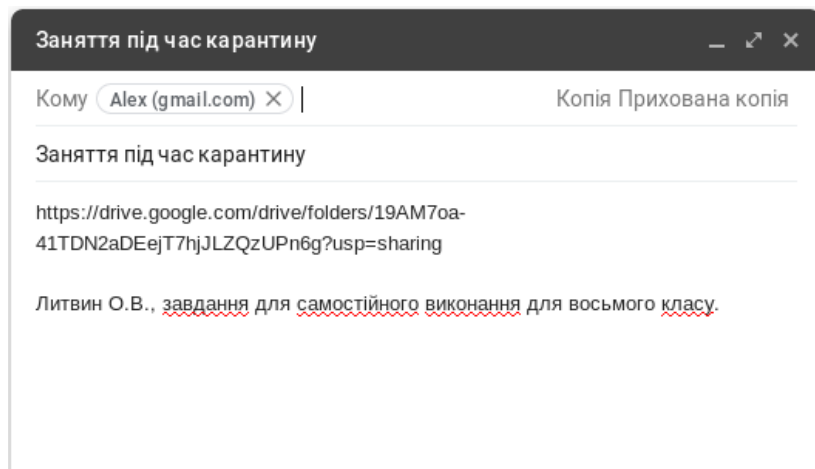 Заняття під час карантину
Кому Alex (gmail.com) Копія Прихована копія
Заняття під час карантину
https://drive.google.com/drive/folders/19AM7oa-
41TDN2aDEejT7hjJLZQzUPn6g?usp=sharing
Литвин О.В., завдання для самостійного виконання для восьмого класу.